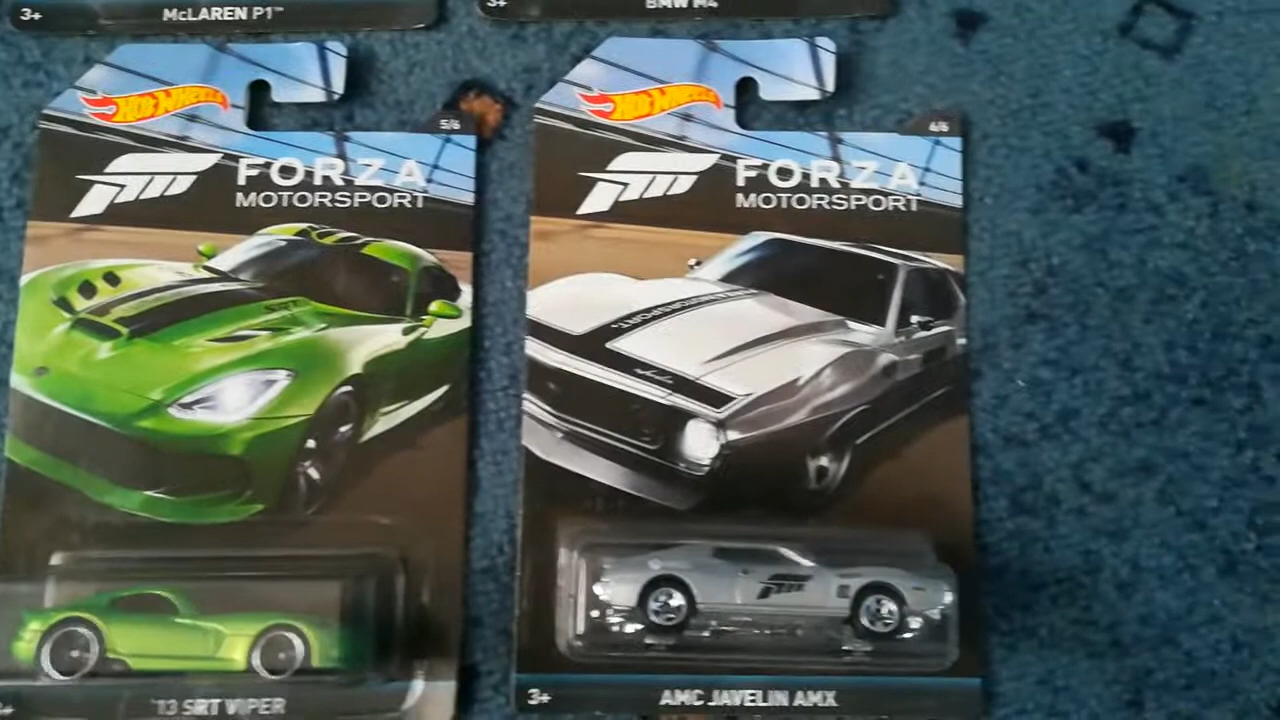 3+
McLAREN P1™
3+
BMW M4
HOT WHEELS
5/6
FORZA
MOTORSPORT
3+
'13 SRT VIPER
HOT WHEELS
4/6
FORZA
MOTORSPORT
3+
AMC JAVELIN AMX